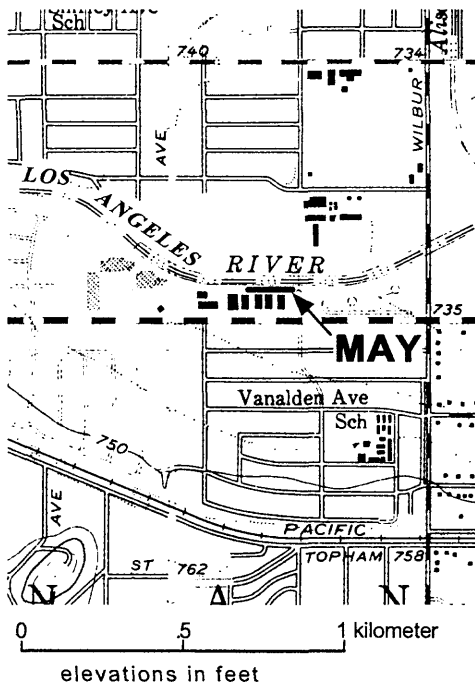 Sch
740
734
Alis
WILBUR
AVE
LOS ANGELES RIVER
735
MAY
Vanalden Ave
Sch
750
AVE
PACIFIC
ST
762
TOPHAM
758
N
A
N
0 .5 1 kilometer
elevations in feet